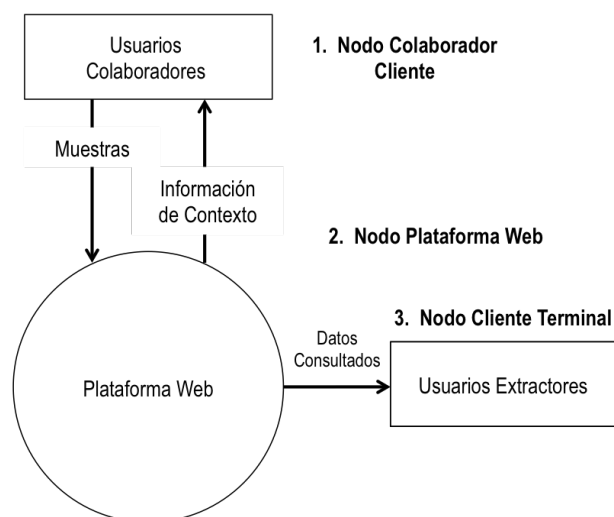 Usuarios
Colaboradores
1. Nodo Colaborador
Cliente
Muestras
Información
de Contexto
2. Nodo Plataforma Web
3. Nodo Cliente Terminal
Datos
Consultados
Plataforma Web
Usuarios Extractores